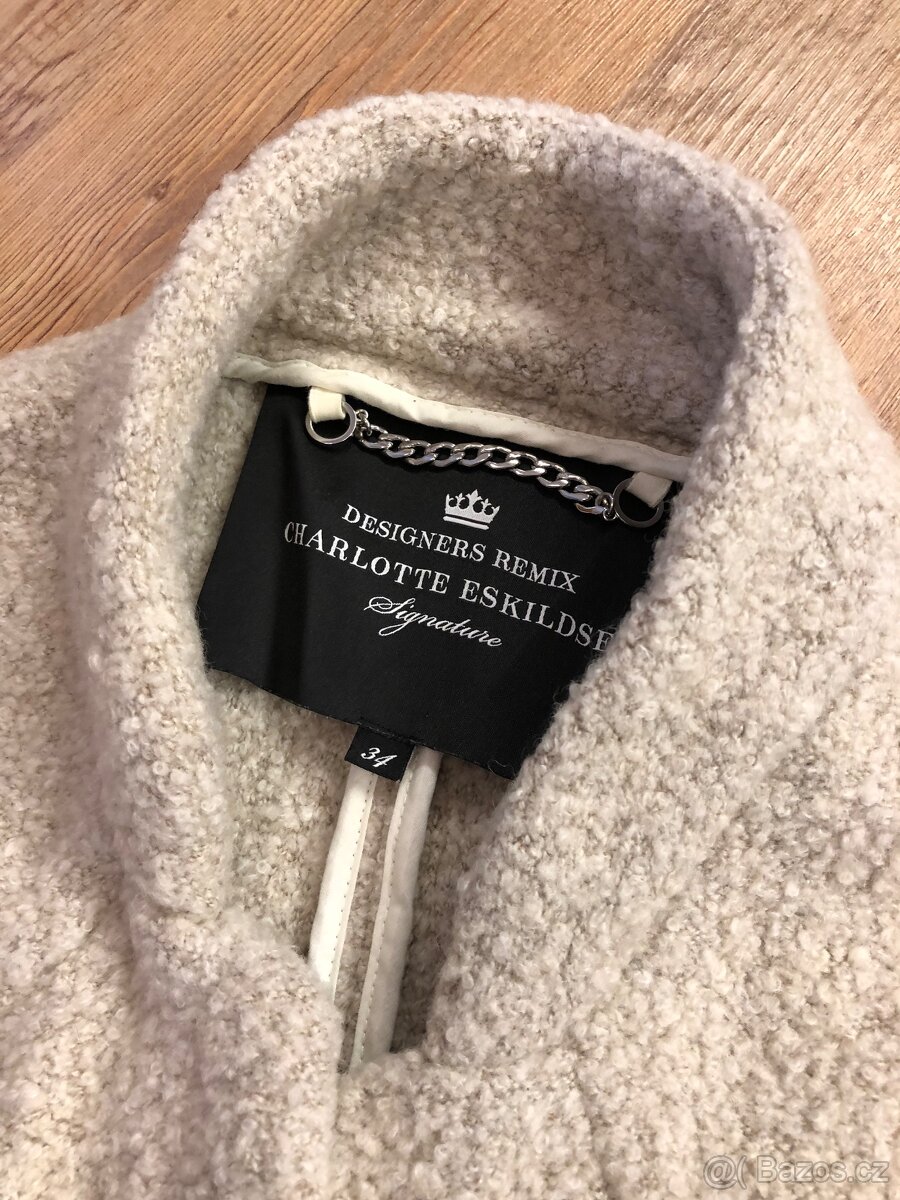 DESIGNERS REMIX
CHARLOTTE ESKILDSE
Signature
34
@( Bazos.cz